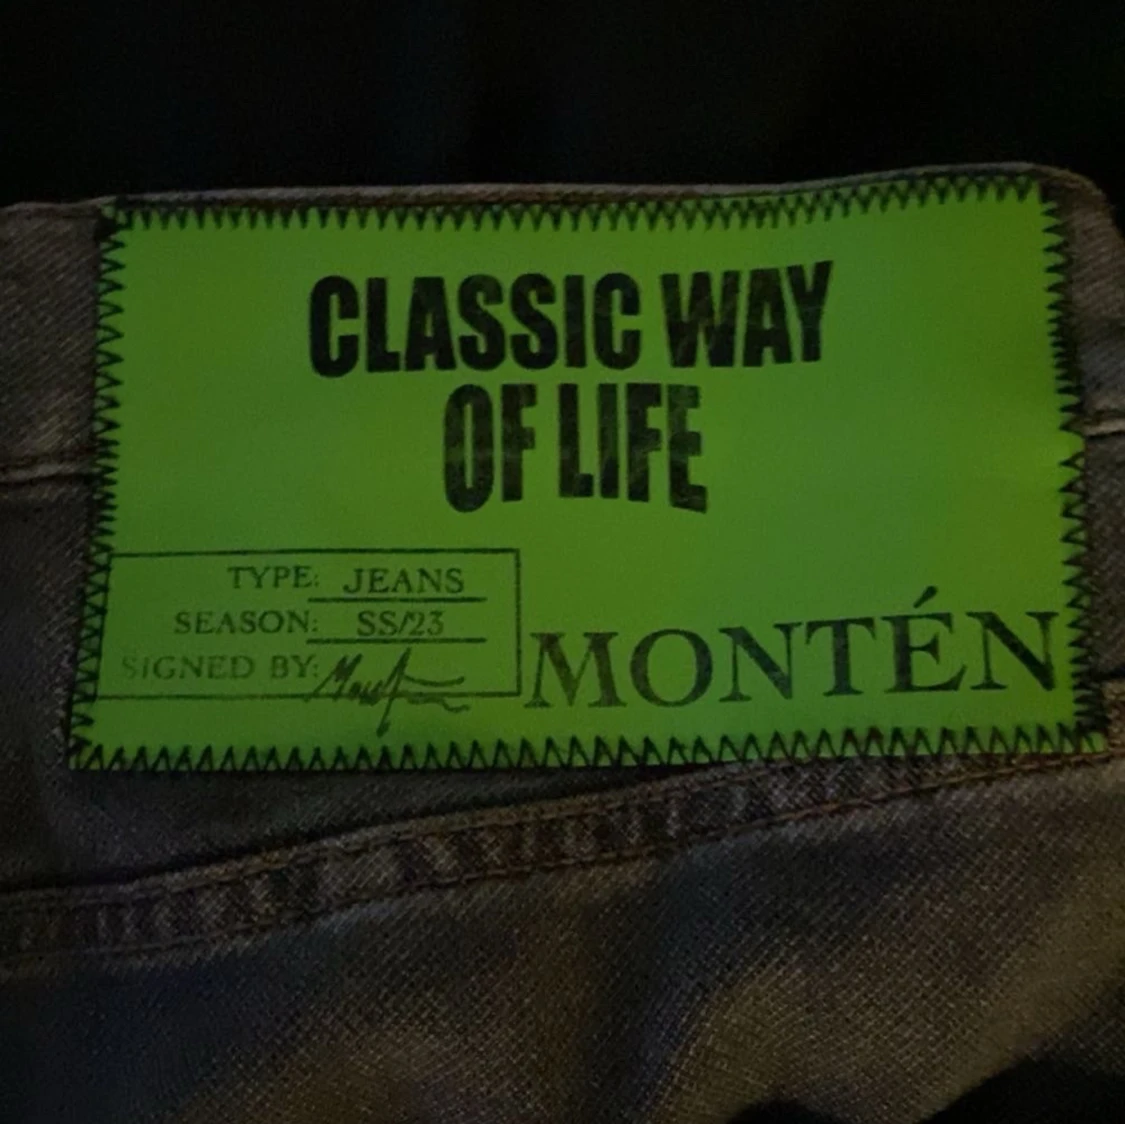 CLASSIC WAY
OF LIFE
TYPE: JEANS
SEASON: SS/23
SIGNED BY:
MONTÉN